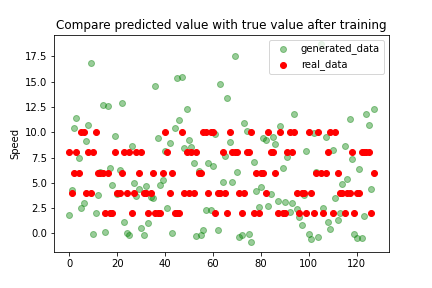 Compare predicted value with true value after training
generated_data
real_data
Speed
17.5
15.0
12.5
10.0
7.5
5.0
2.5
0.0
0 20 40 60 80 100 120